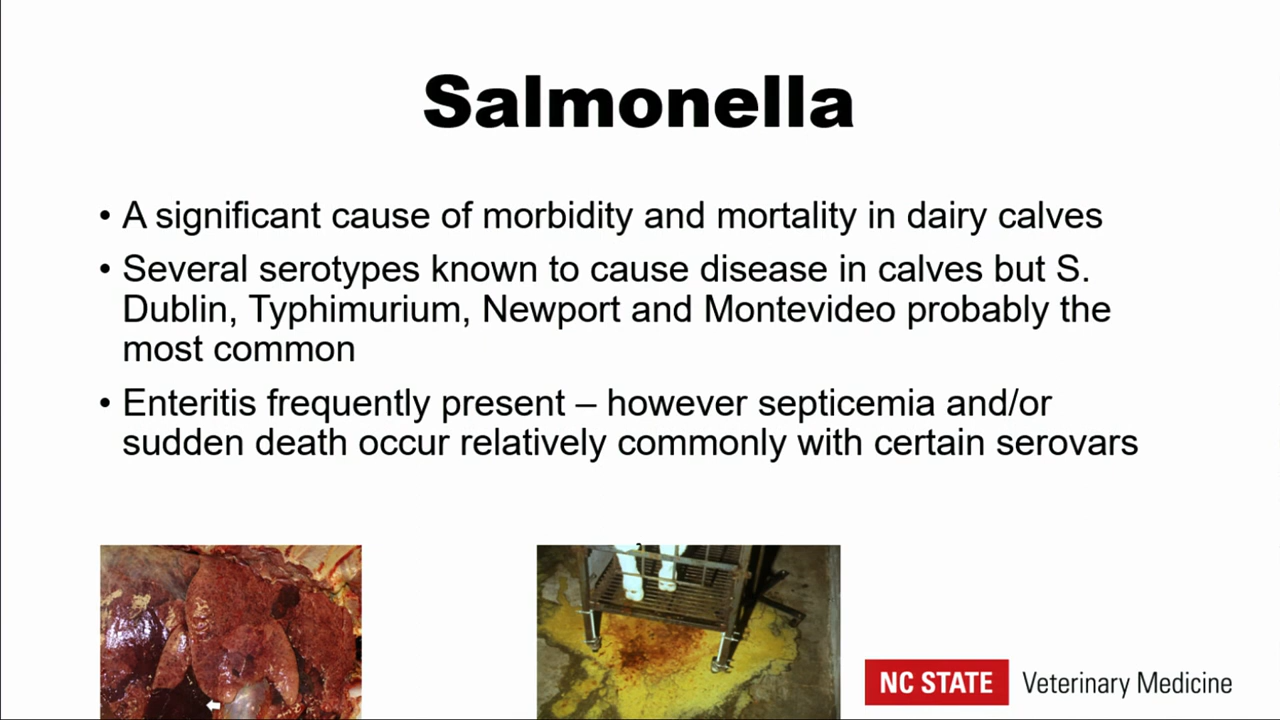 Salmonella
• A significant cause of morbidity and mortality in dairy calves
• Several serotypes known to cause disease in calves but S.
Dublin, Typhimurium, Newport and Montevideo probably the
most common
• Enteritis frequently present – however septicemia and/or
sudden death occur relatively commonly with certain serovars
NC STATE Veterinary Medicine